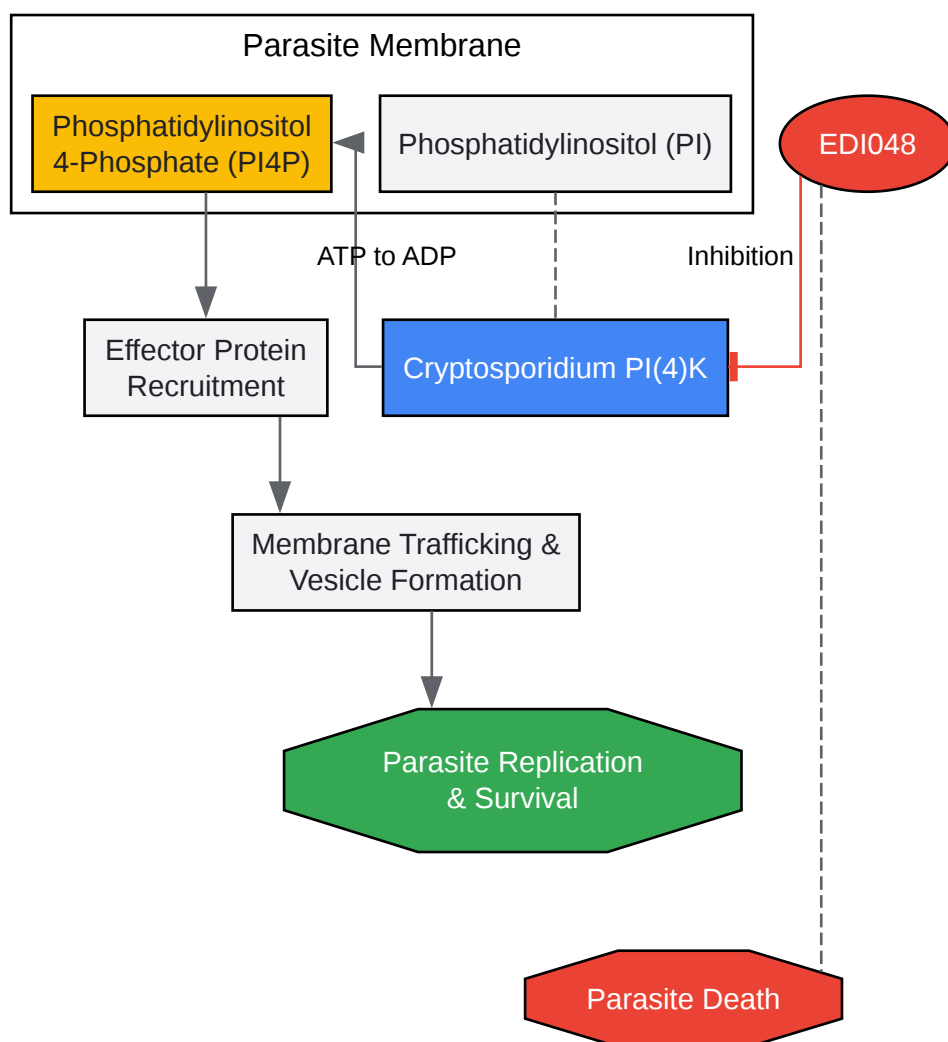 Parasite Membrane
Phosphatidylinositol
4-Phosphate (PI4P)
Phosphatidylinositol (PI)
EDI048
ATP to ADP
Inhibition
Effector Protein
Recruitment
Cryptosporidium PI(4)K
Membrane Trafficking &
Vesicle Formation
Parasite Replication
& Survival
Parasite Death